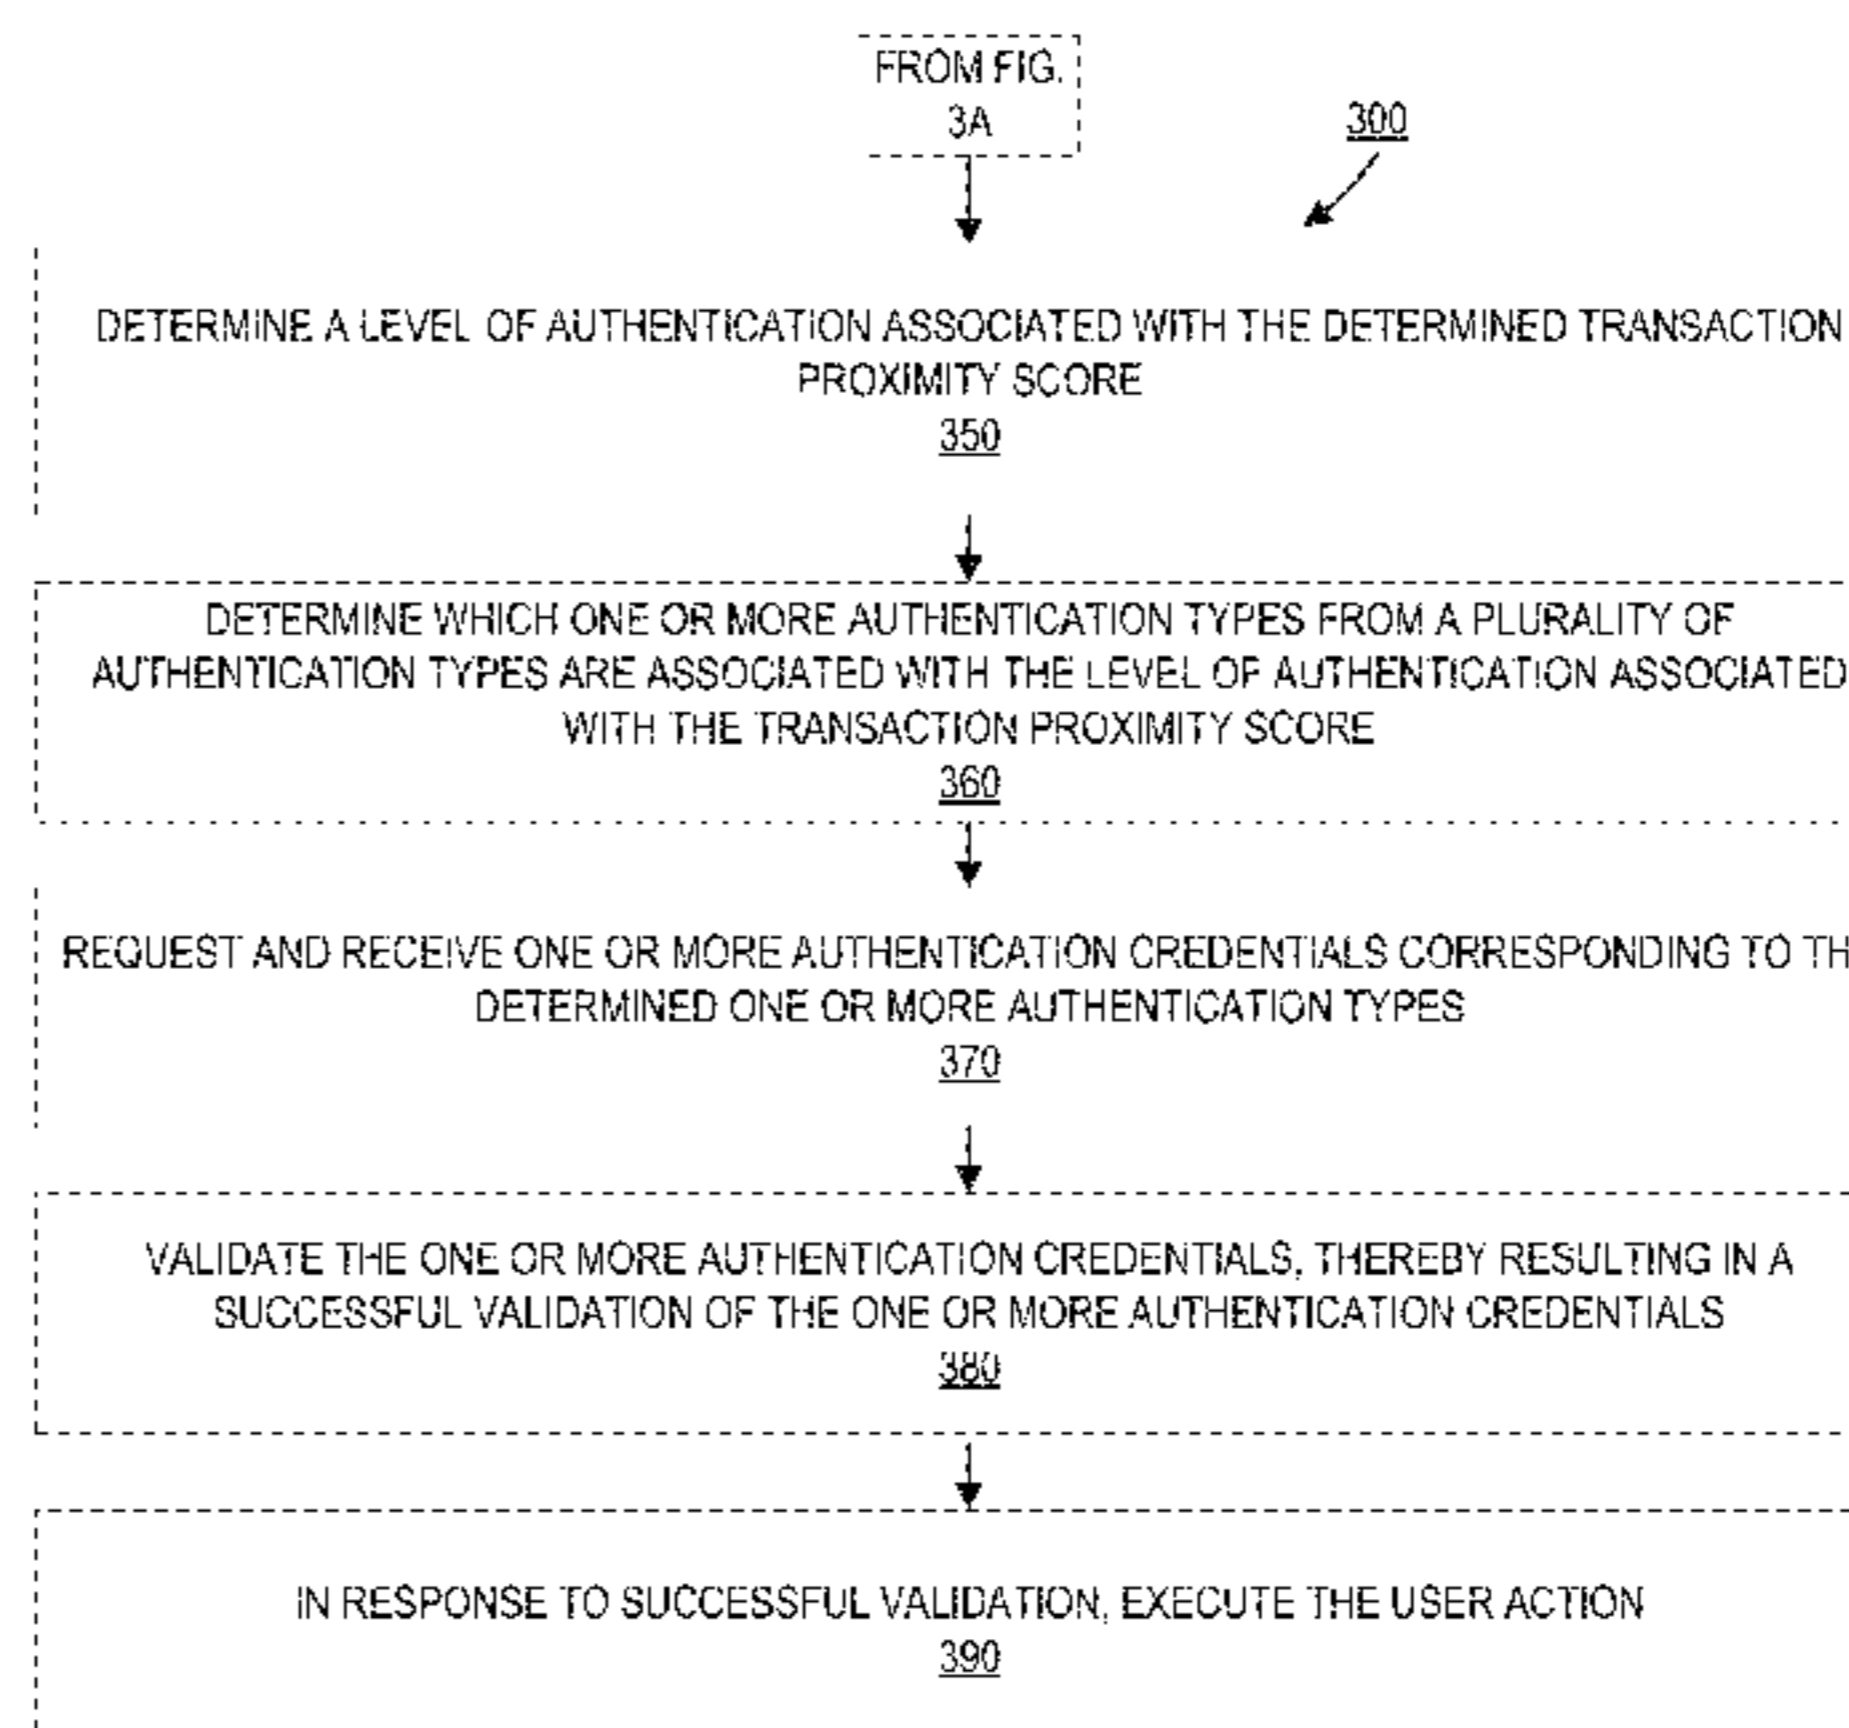 FROM FIG.
3A
300
DETERMINE A LEVEL OF AUTHENTICATION ASSOCIATED WITH THE DETERMINED TRANSACTION
PROXIMITY SCORE
350
DETERMINE WHICH ONE OR MORE AUTHENTICATION TYPES FROM A PLURALITY OF
AUTHENTICATION TYPES ARE ASSOCIATED WITH THE LEVEL OF AUTHENTICATION ASSOCIATED
WITH THE TRANSACTION PROXIMITY SCORE
360
REQUEST AND RECEIVE ONE OR MORE AUTHENTICATION CREDENTIALS CORRESPONDING TO TH
DETERMINED ONE OR MORE AUTHENTICATION TYPES
370
VALIDATE THE ONE OR MORE AUTHENTICATION CREDENTIALS, THEREBY RESULTING IN A
SUCCESSFUL VALIDATION OF THE ONE OR MORE AUTHENTICATION CREDENTIALS
380
IN RESPONSE TO SUCCESSFUL VALIDATION, EXECUTE THE USER ACTION
390